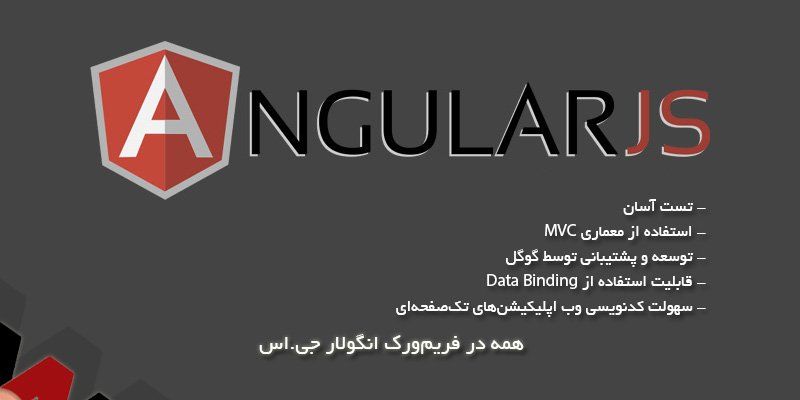 ANGULARJS
– تست آسان
– استفاده از معماری MVC
– توسعه و پشتیبانی توسط گوگل
– قابلیت استفاده از Data Binding
– سهولت کدنویسی وب اپلیکیشن‌های تک‌صفحه‌ای
همه در فریم‌ورک انگولار جی.اس